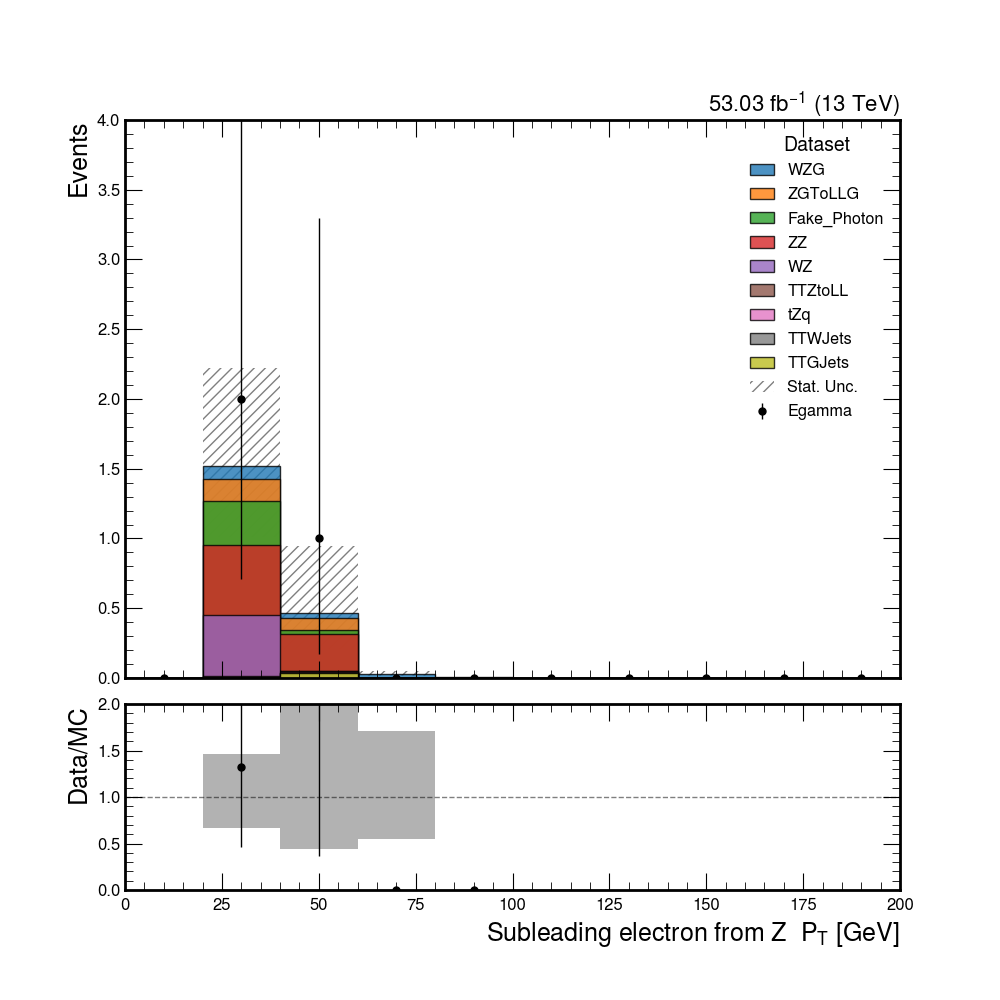 53.03 fb⁻¹ (13 TeV)
Events
4.0
3.5
3.0
2.5
2.0
1.5
1.0
0.5
0.0
Dataset
WZG
ZGToLLG
Fake_Photon
ZZ
WZ
TTZtoLL
tZq
TTWJets
TTGJets
Stat. Unc.
Egamma
Data/MC
2.0
1.5
1.0
0.5
0.0
0 25 50 75 100 125 150 175 200
Subleading electron from Z P_T [GeV]